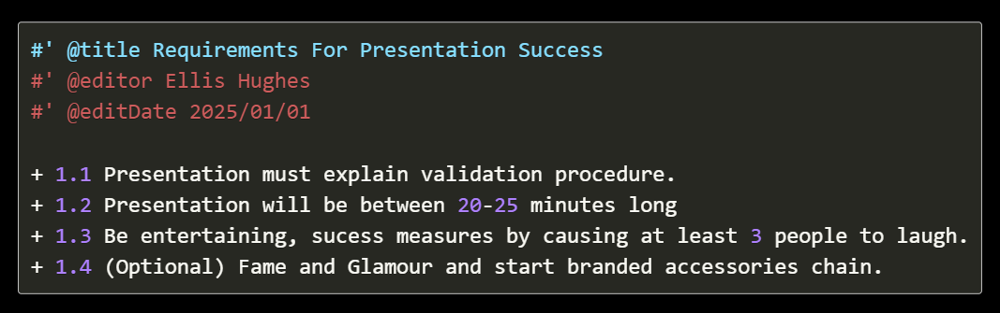 #' @title Requirements For Presentation Success
#' @editor Ellis Hughes
#' @editDate 2025/01/01
+ 1.1 Presentation must explain validation procedure.
+ 1.2 Presentation will be between 20-25 minutes long
+ 1.3 Be entertaining, sucess measures by causing at least 3 people to laugh.
+ 1.4 (Optional) Fame and Glamour and start branded accessories chain.